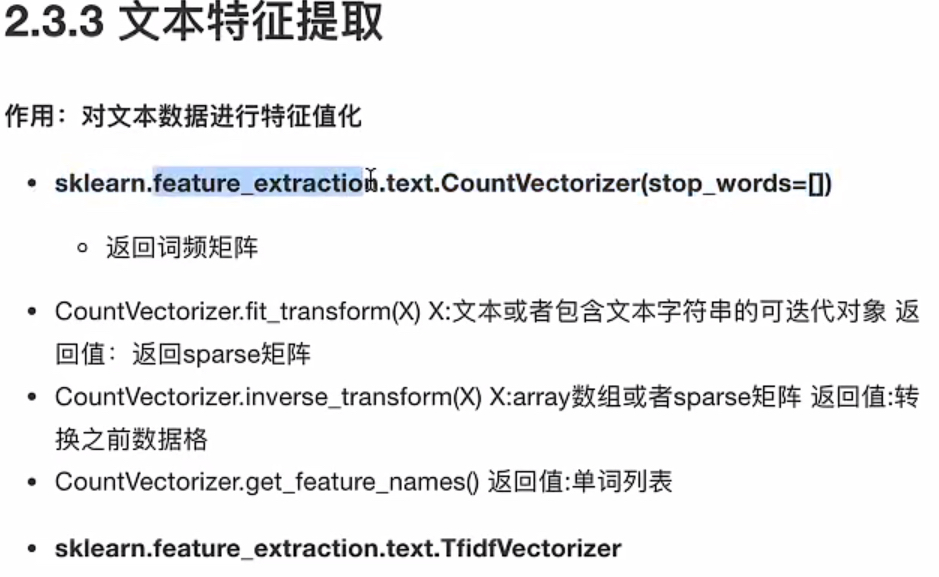 2.3.3 文本特征提取
作用：对文本数据进行特征值化
sklearn.feature_extraction.text.CountVectorizer(stop_words=[])
返回词频矩阵
CountVectorizer.fit_transform(X) X:文本或者包含文本字符串的可迭代对象 返
回值：返回sparse矩阵
CountVectorizer.inverse_transform(X) X:array数组或者sparse矩阵 返回值:转
换之前数据格
CountVectorizer.get_feature_names() 返回值:单词列表
sklearn.feature_extraction.text.TfidfVectorizer